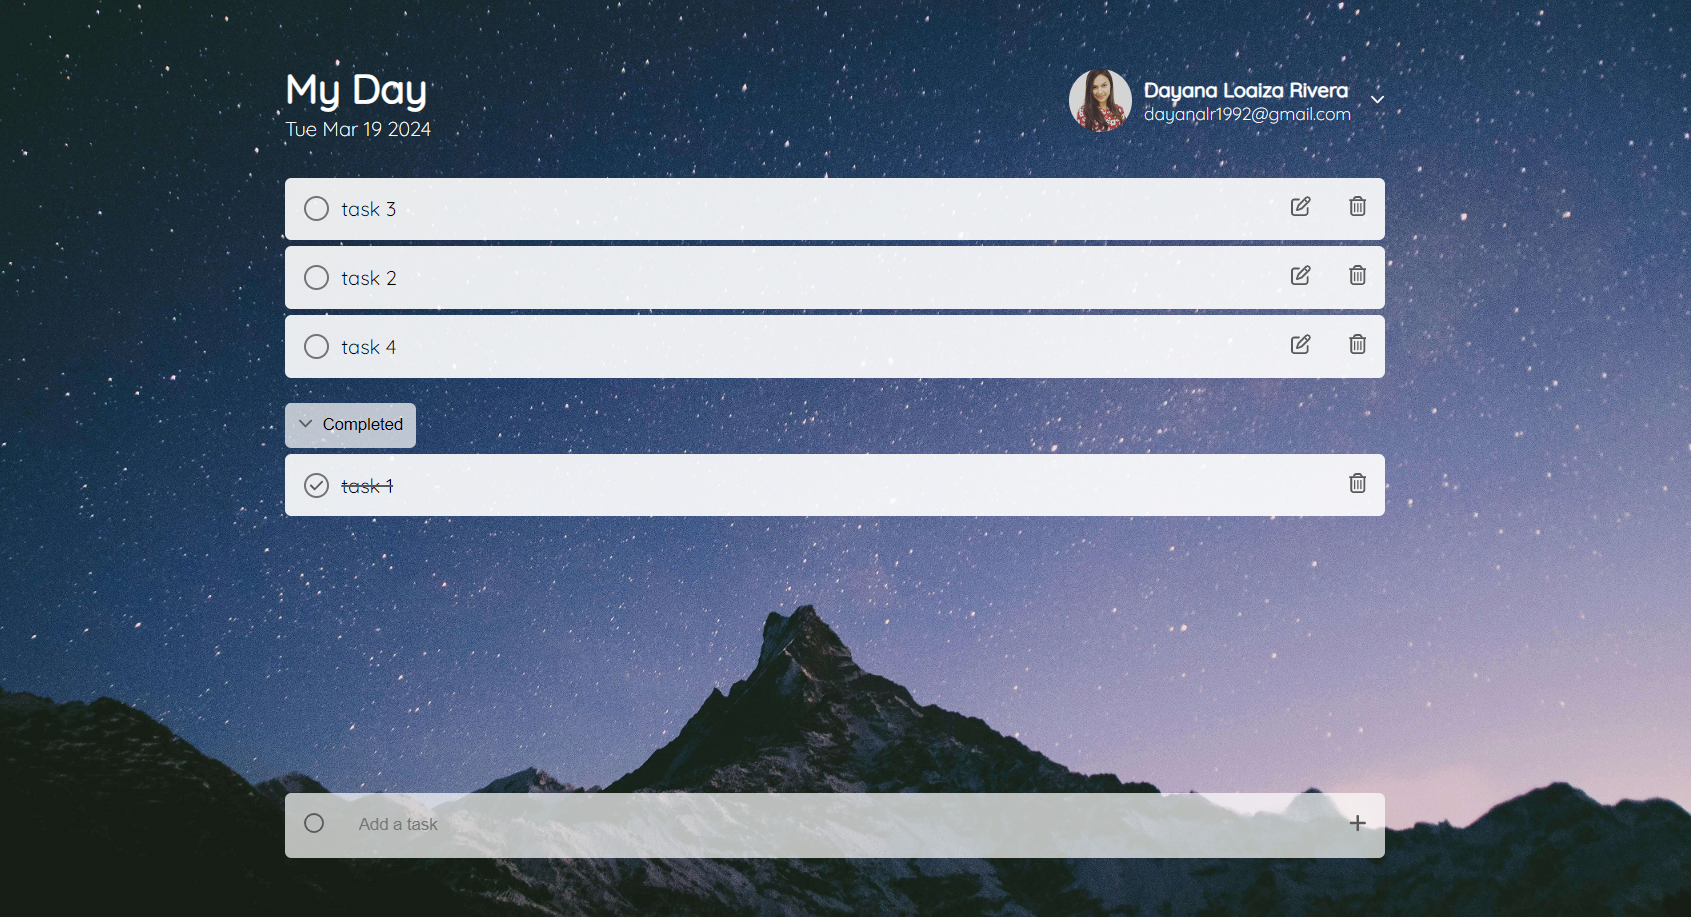 My Day
Tue Mar 19 2024
Dayana Loaiza Rivera
dayanalr1992@gmail.com
task 3
task 2
task 4
Completed
task 1
Add a task